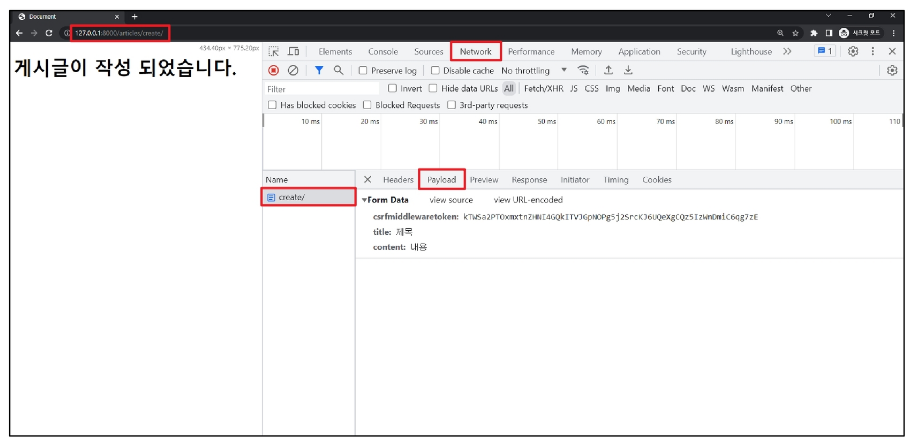 Document
127.0.0.1:8000/articles/create/
시크릿 모드
434.40px × 775.20px
게시글이 작성 되었습니다.
Elements Console Sources Network Performance Memory Application Security Lighthouse 1
Preserve log Disable cache No throttling
Filter Invert Hide data URLs All Fetch/XHR JS CSS Img Media Font Doc WS Wasm Manifest Other
Has blocked cookies Blocked Requests 3rd-party requests
10 ms 20 ms 30 ms 40 ms 50 ms 60 ms 70 ms 80 ms 90 ms 100 ms 110
Name Headers Payload Preview Response Initiator Timing Cookies
create/
Form Data view source view URL-encoded
csrfmiddlewaretoken:
title: 제목
content: 내용